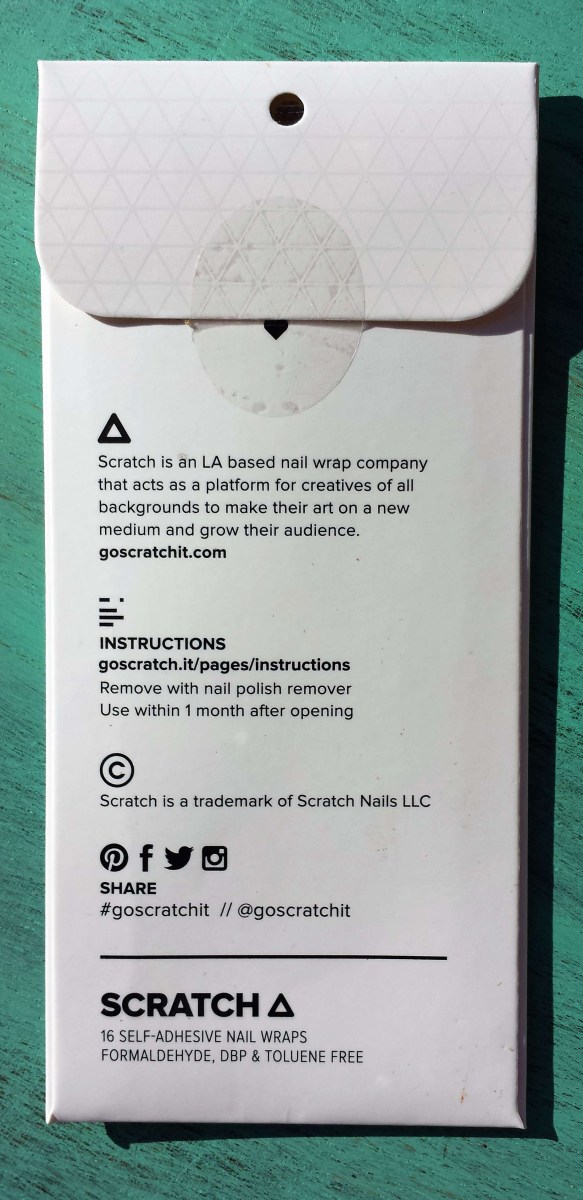 Scratch is an LA based nail wrap company
that acts as a platform for creatives of all
backgrounds to make their art on a new
medium and grow their audience.
goscratchit.com
INSTRUCTIONS
goscratch.it/pages/instructions
Remove with nail polish remover
Use within 1 month after opening
©
Scratch is a trademark of Scratch Nails LLC
SHARE
#goscratchit // @goscratchit
SCRATCH
16 SELF-ADHESIVE NAIL WRAPS
FORMALDEHYDE, DBP & TOLUENE FREE